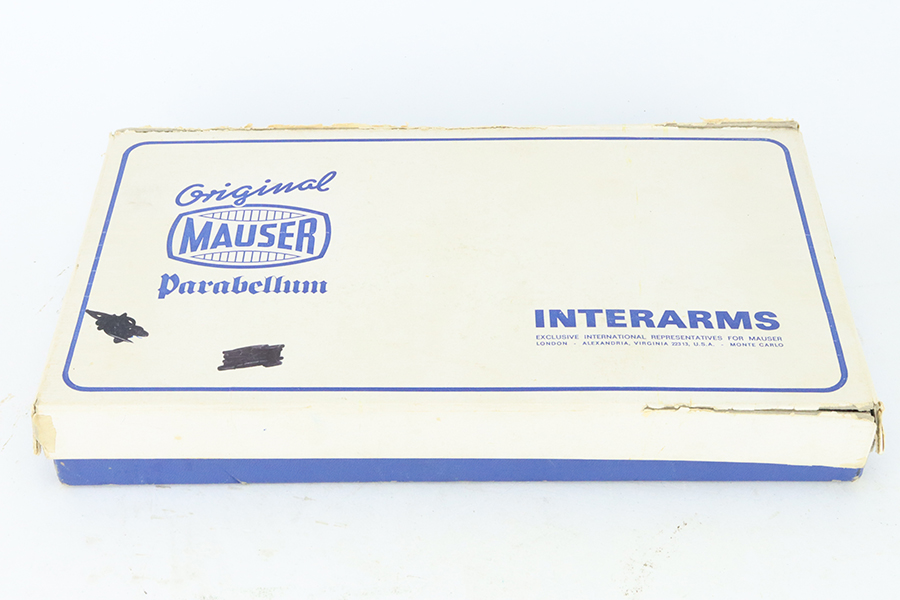 Original
MAUSER
Parabellum
INTERARMS
EXCLUSIVE INTERNATIONAL REPRESENTATIVES FOR MAUSER
LONDON - ALEXANDRIA, VIRGINIA 22313, U.S.A. - MONTE CARLO